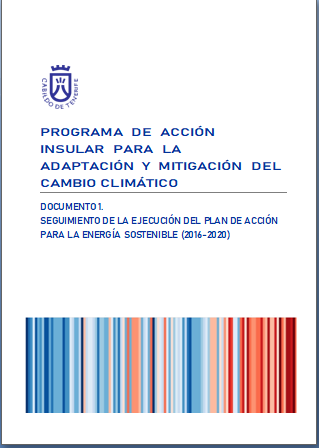 CABILDO DE TENERIFE
PROGRAMA DE ACCIÓN
INSULAR PARA LA
ADAPTACIÓN Y MITIGACIÓN DEL
CAMBIO CLIMÁTICO
DOCUMENTO 1.
SEGUIMIENTO DE LA EJECUCIÓN DEL PLAN DE ACCIÓN
PARA LA ENERGÍA SOSTENIBLE (2016-2020)